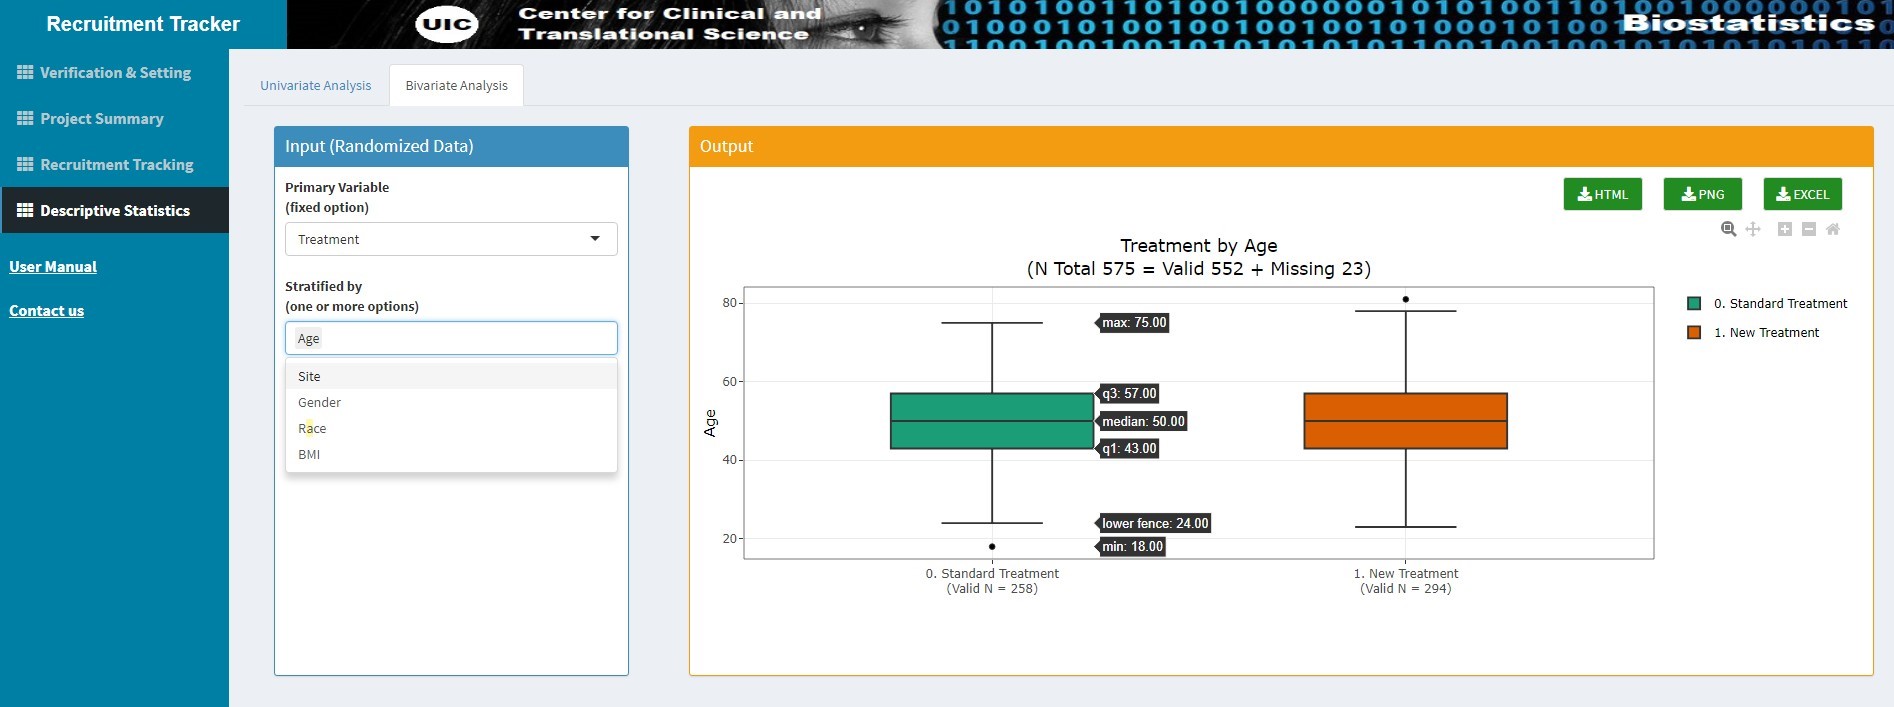 Recruitment Tracker
UIC
Center for Clinical and
Translational Science
Biostatistics
Verification & Setting
Project Summary
Recruitment Tracking
Descriptive Statistics
User Manual
Contact us
Univariate Analysis
Bivariate Analysis
Input (Randomized Data)
Primary Variable
(fixed option)
Treatment
Stratified by
(one or more options)
Age
Site
Gender
Race
BMI
Output
HTML
PNG
EXCEL
Treatment by Age
(N Total 575 = Valid 552 + Missing 23)
80
60
40
20
Age
max: 75.00
q3: 57.00
median: 50.00
q1: 43.00
lower fence: 24.00
min: 18.00
0. Standard Treatment
(Valid N = 258)
1. New Treatment
(Valid N = 294)
0. Standard Treatment
1. New Treatment